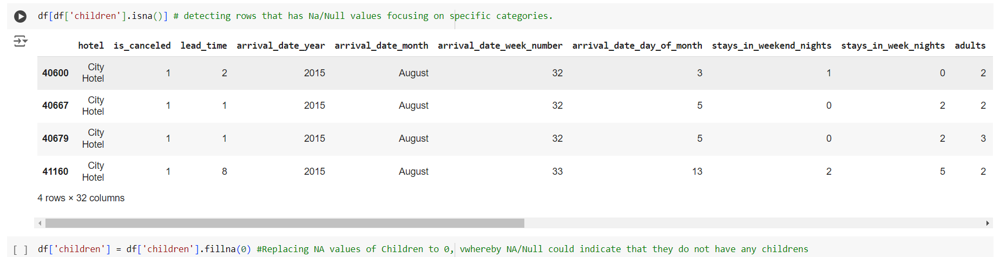 df[df['children'].isna()] # detecting rows that has Na/Null values focusing on specific categories.
hotel is_canceled lead_time arrival_date_year arrival_date_month arrival_date_week_number arrival_date_day_of_month stays_in_weekend_nights stays_in_week_nights adults
40600 City Hotel 1 2 2015 August 32 3 1 0 2
40667 City Hotel 1 1 2015 August 32 5 0 2 2
40679 City Hotel 1 1 2015 August 32 5 0 2 3
41160 City Hotel 1 8 2015 August 33 13 2 5 2
4 rows × 32 columns
[ ] df['children'] = df['children'].fillna(0) #Replacing NA values of Children to 0, vwhereby NA/Null could indicate that they do not have any childrens